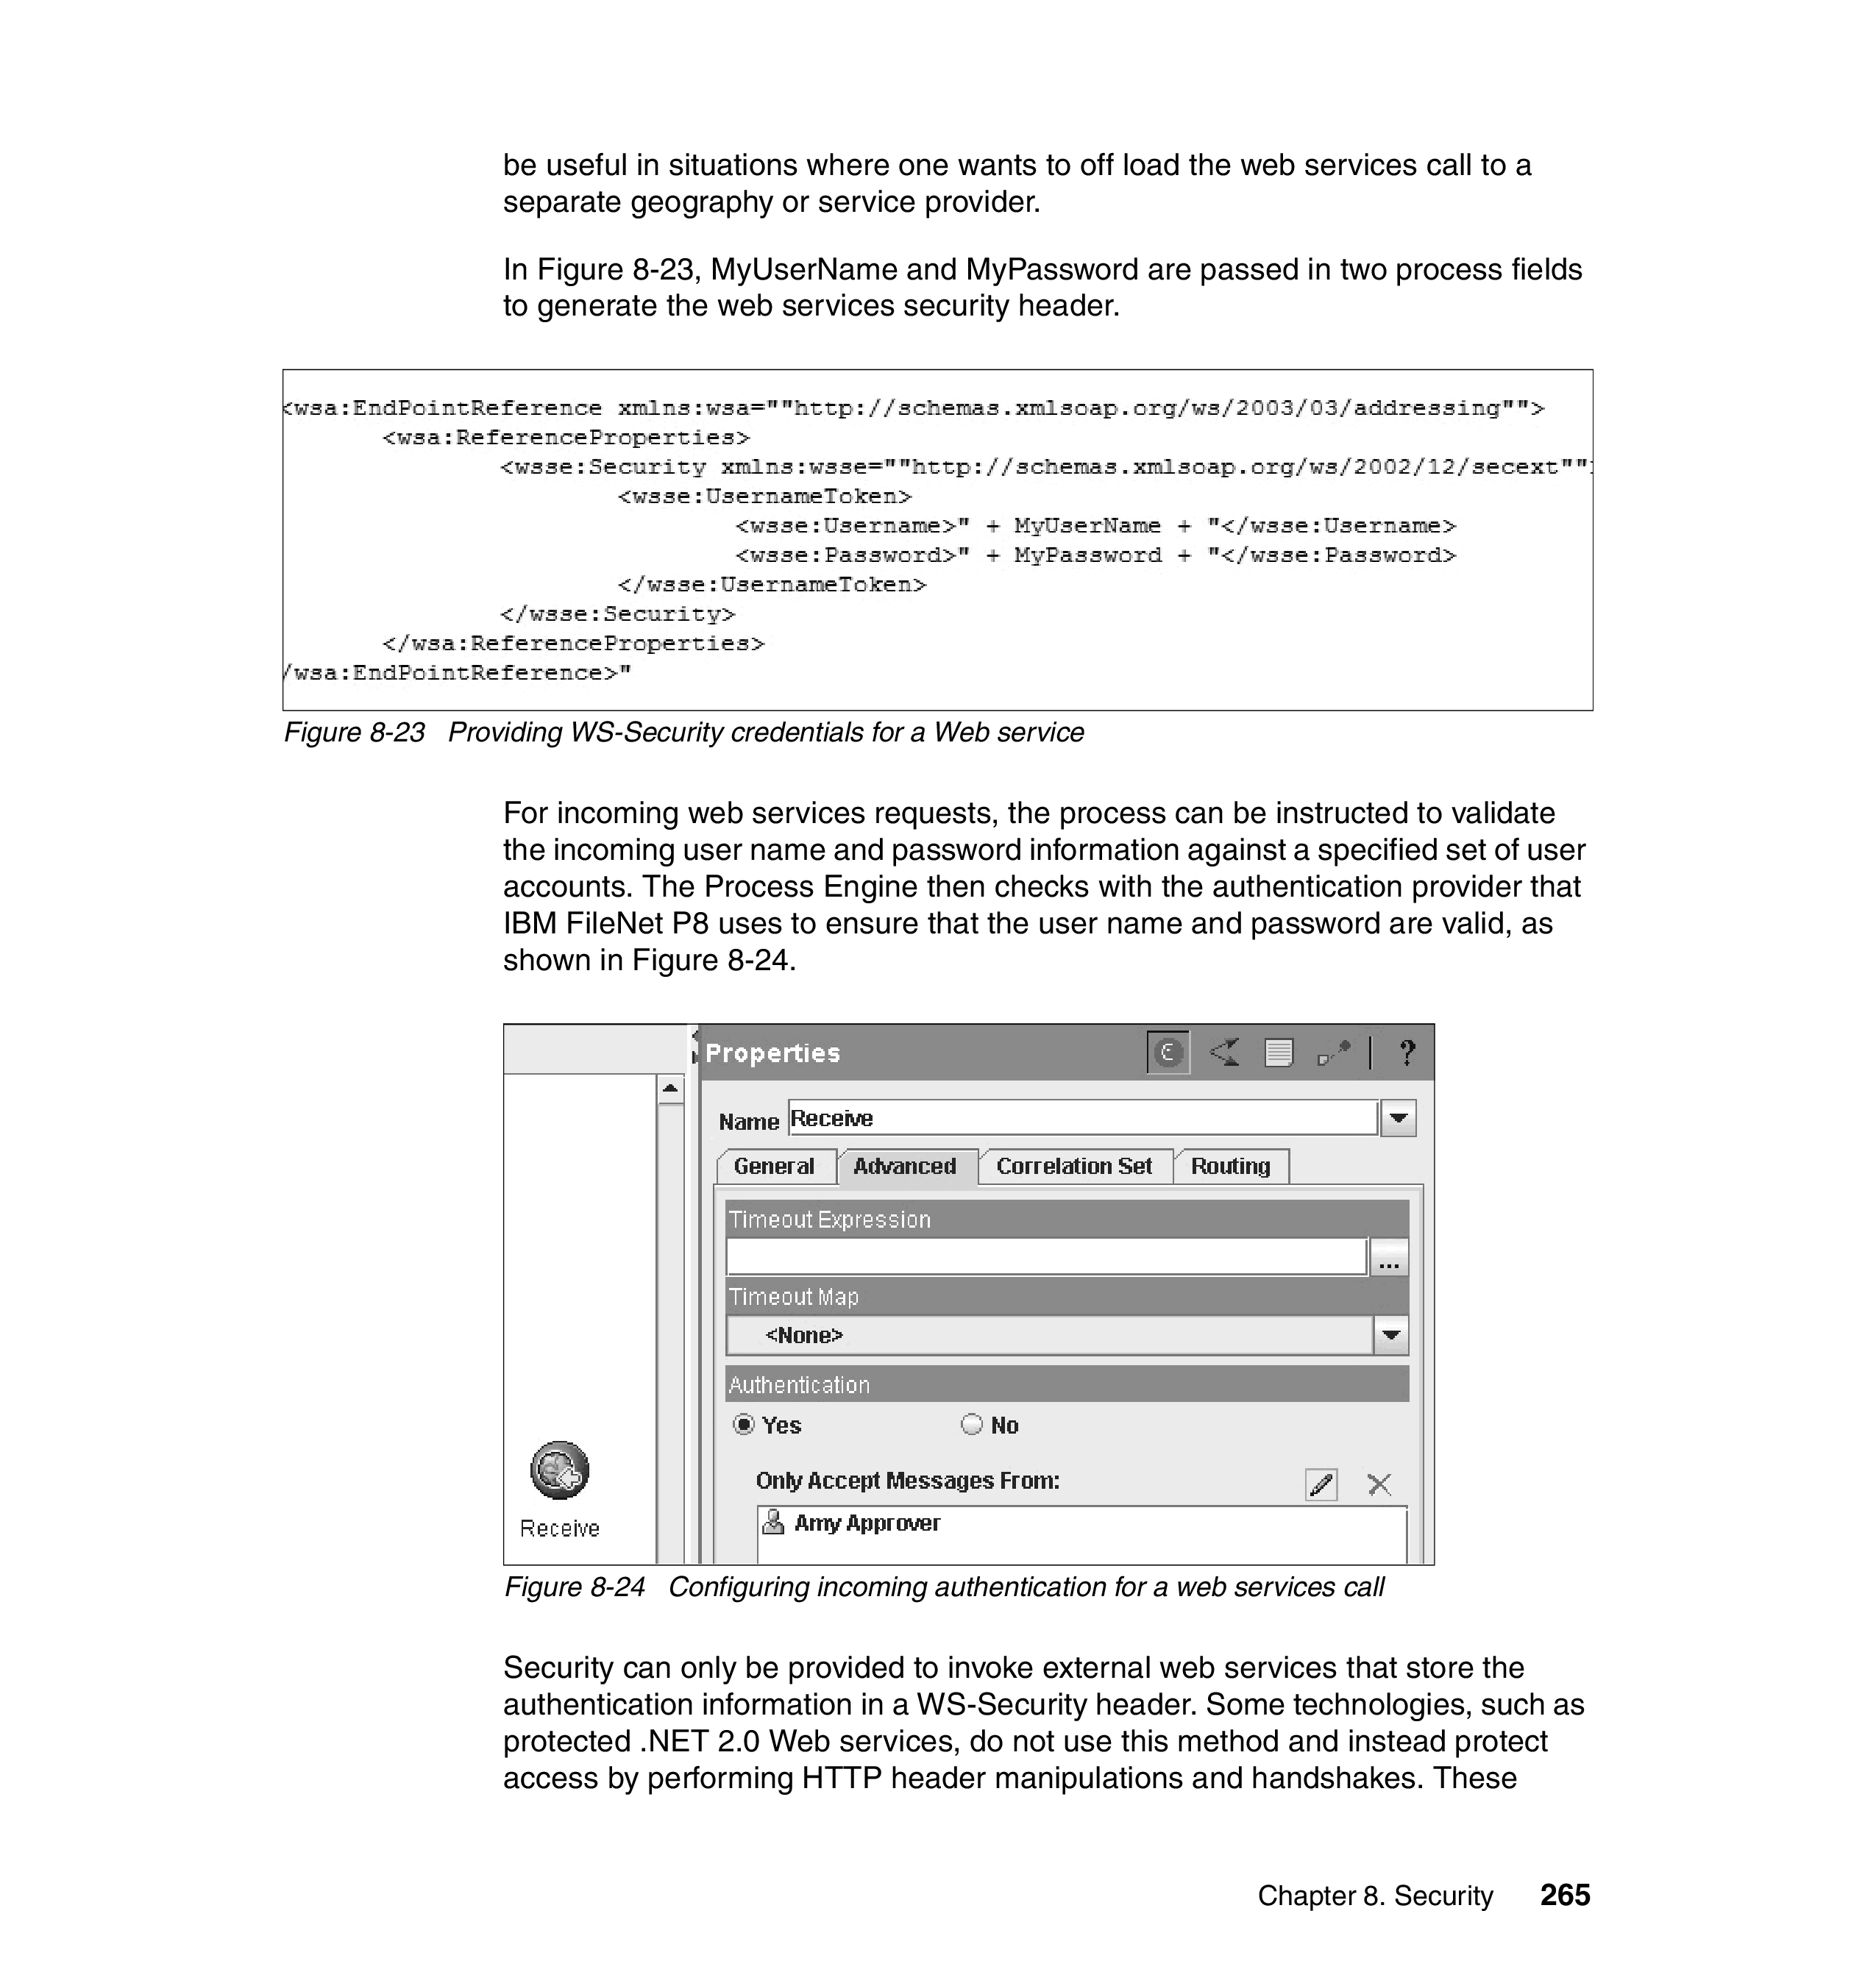 be useful in situations where one wants to off load the web services call to a
separate geography or service provider.
In Figure 8-23, MyUserName and MyPassword are passed in two process fields
to generate the web services security header.
<wsa:EndPointReference xmlns:wsa=""http://schemas.xmlsoap.org/ws/2003/03/addressing"">
<wsa:ReferenceProperties>
<wsse:Security xmlns:wsse=""http://schemas.xmlsoap.org/ws/2002/12/secext""
<wsse:UsernameToken>
<wsse:Username>" + MyUserName + "</wsse:Username>
<wsse:Password>" + MyPassword + "</wsse:Password>
</wsse:UsernameToken>
</wsse:Security>
</wsa:ReferenceProperties>
/wsa:EndPointReference>"
Figure 8-23 Providing WS-Security credentials for a Web service
For incoming web services requests, the process can be instructed to validate
the incoming user name and password information against a specified set of user
accounts. The Process Engine then checks with the authentication provider that
IBM FileNet P8 uses to ensure that the user name and password are valid, as
shown in Figure 8-24.
Properties ?
Name Receive
General Advanced Correlation Set Routing
Timeout Expression
...
Timeout Map
<None>
Authentication
Yes No
Only Accept Messages From:
Amy Approver
Receive
Figure 8-24 Configuring incoming authentication for a web services call
Security can only be provided to invoke external web services that store the
authentication information in a WS-Security header. Some technologies, such as
protected .NET 2.0 Web services, do not use this method and instead protect
access by performing HTTP header manipulations and handshakes. These
Chapter 8. Security 265